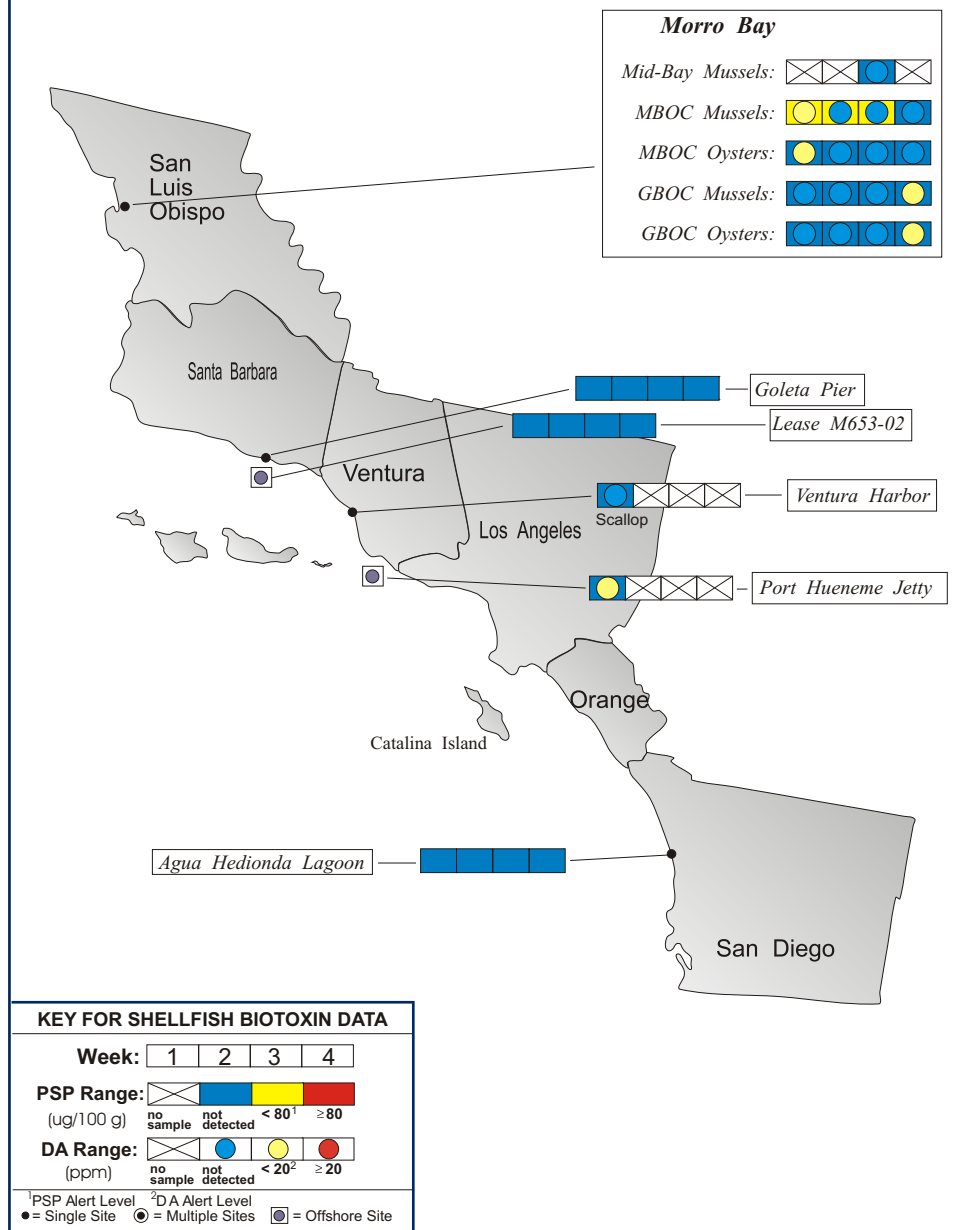 Morro Bay
Mid-Bay Mussels:
MBOC Mussels:
MBOC Oysters:
GBOC Mussels:
GBOC Oysters:
San
Luis
Obispo
Santa Barbara
Goleta Pier
Lease M653-02
Ventura
Ventura Harbor
Scallop
Los Angeles
Port Hueneme Jetty
Orange
Catalina Island
Agua Hedionda Lagoon
San Diego
KEY FOR SHELLFISH BIOTOXIN DATA
Week: 1 2 3 4
PSP Range:
(ug/100 g) no sample not detected < 80¹ ≥ 80
DA Range:
(ppm) no sample not detected < 20² ≥ 20
¹PSP Alert Level ²DA Alert Level
= Single Site = Multiple Sites = Offshore Site